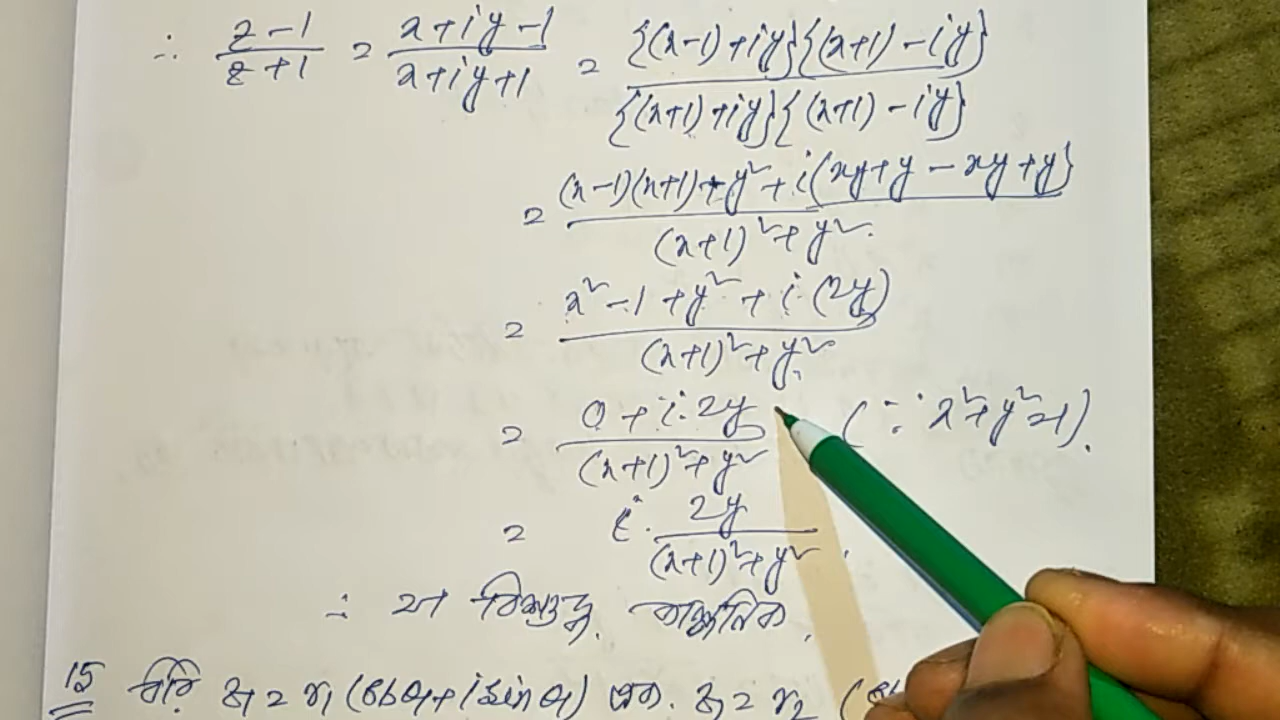 ∴ (z-1)/(z+1) = (x+iy-1)/(x+iy+1) = {(x-1)+iy}{(x+1)-iy} / {(x+1)+iy}{(x+1)-iy}
= (x-1)(x+1)+y²+i(xy+y-xy+y} / (x+1)²+y².
= x²-1+y²+i.(2y) / (x+1)²+y²
= 0+i.2y / (x+1)²+y² (∵ x²+y²=1).
= i. 2y / (x+1)²+y².
∴ যা বিশুদ্ধ কাল্পনিক.
15 যদি z₁ = r₁(cosθ₁+isinθ₁) এবং z₂ = r₂